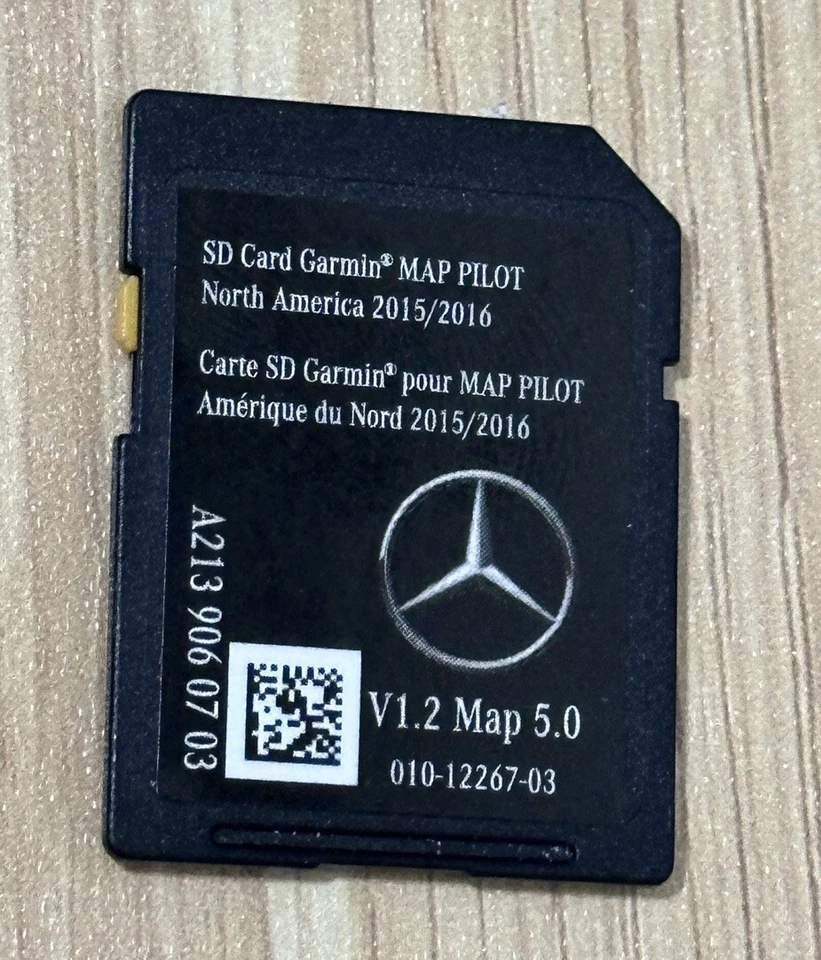 SD Card Garmin® MAP PILOT
North America 2015/2016
Carte SD Garmin® pour MAP PILOT
Amérique du Nord 2015/2016
A213 906 07 03
V1.2 Map 5.0
010-12267-03